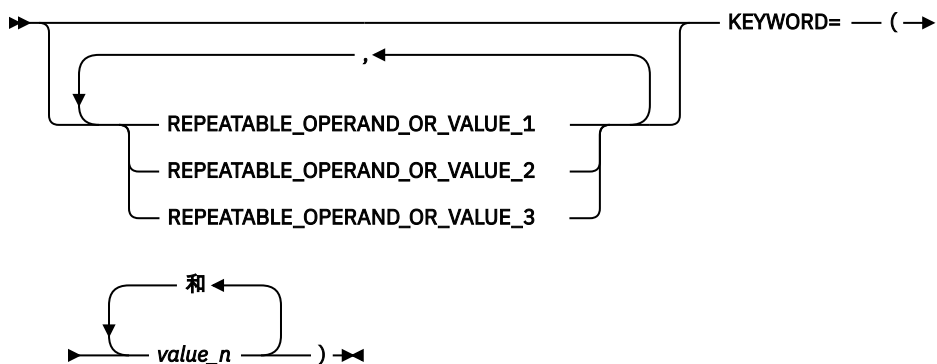 KEYWORD= (
,
REPEATABLE_OPERAND_OR_VALUE_1
REPEATABLE_OPERAND_OR_VALUE_2
REPEATABLE_OPERAND_OR_VALUE_3
和
value_n )